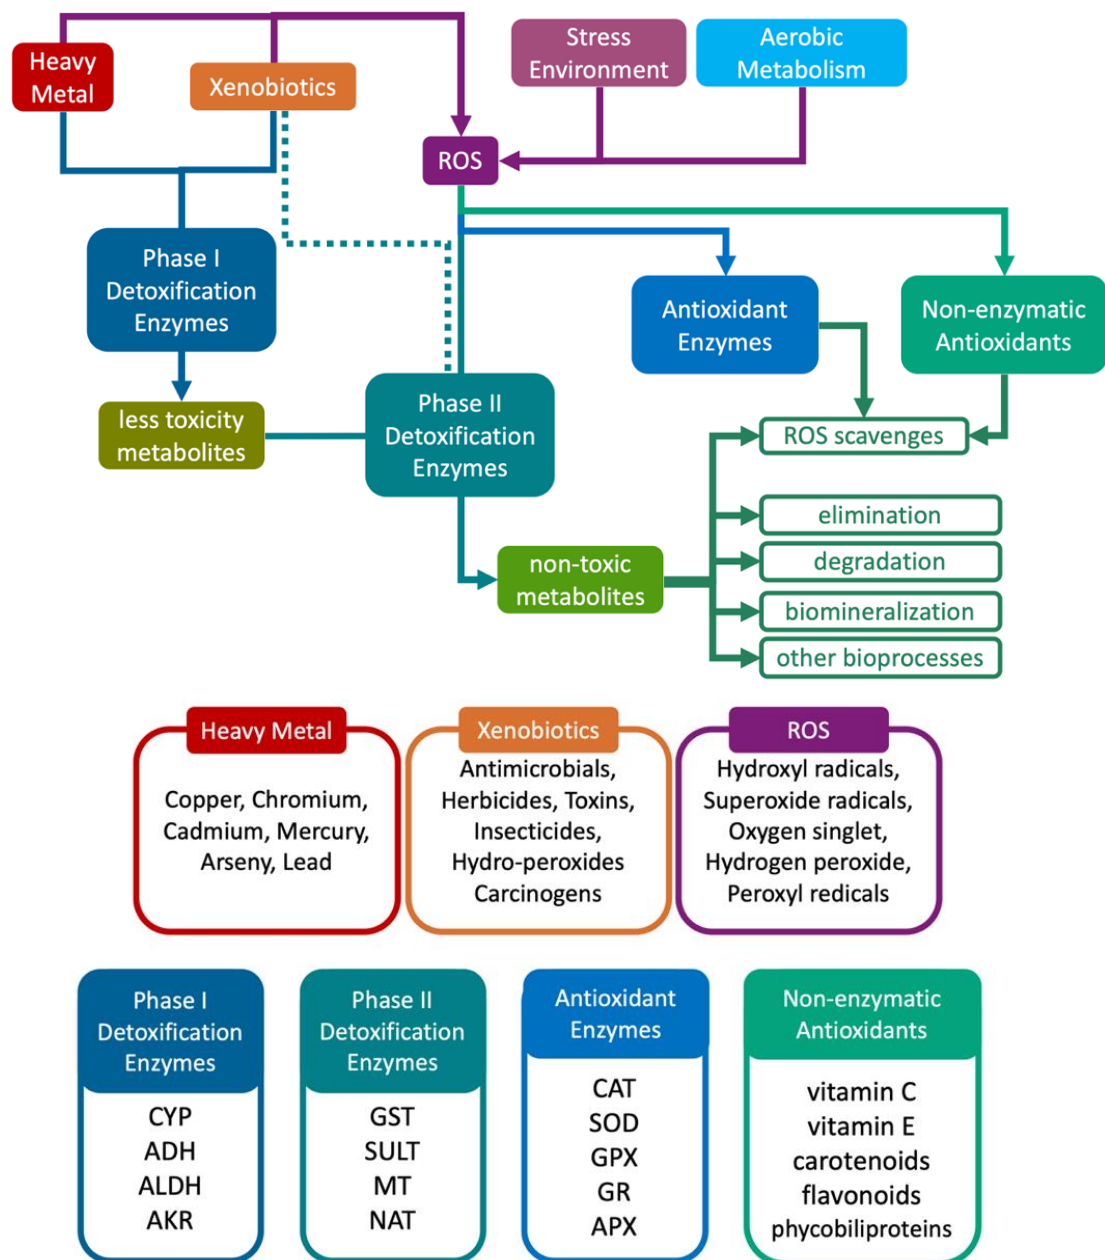 Heavy
Metal
Xenobiotics
Stress
Environment
Aerobic
Metabolism
ROS
Phase I
Detoxification
Enzymes
Antioxidant
Enzymes
Non-enzymatic
Antioxidants
less toxicity
metabolites
Phase II
Detoxification
Enzymes
ROS scavenges
elimination
non-toxic
metabolites
degradation
biomineralization
other bioprocesses
Heavy Metal
Copper, Chromium,
Cadmium, Mercury,
Arseny, Lead
Xenobiotics
Antimicrobials,
Herbicides, Toxins,
Insecticides,
Hydro-peroxides
Carcinogens
ROS
Hydroxyl radicals,
Superoxide radicals,
Oxygen singlet,
Hydrogen peroxide,
Peroxyl redicals
Phase I
Detoxification
Enzymes
CYP
ADH
ALDH
AKR
Phase II
Detoxification
Enzymes
GST
SULT
MT
NAT
Antioxidant
Enzymes
CAT
SOD
GPX
GR
APX
Non-enzymatic
Antioxidants
vitamin C
vitamin E
carotenoids
flavonoids
phycobiliproteins